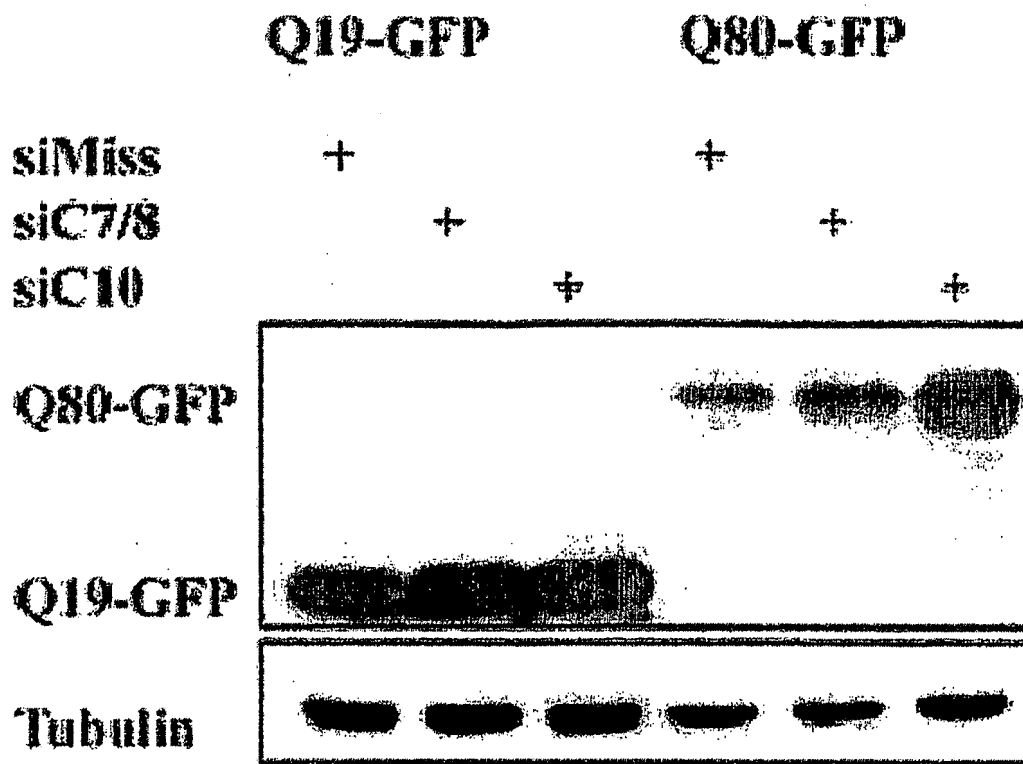 Q19-GFP Q80-GFP
siMiss + +
siC7/8 + +
siC10 + +
Q80-GFP
Q19-GFP
Tubulin